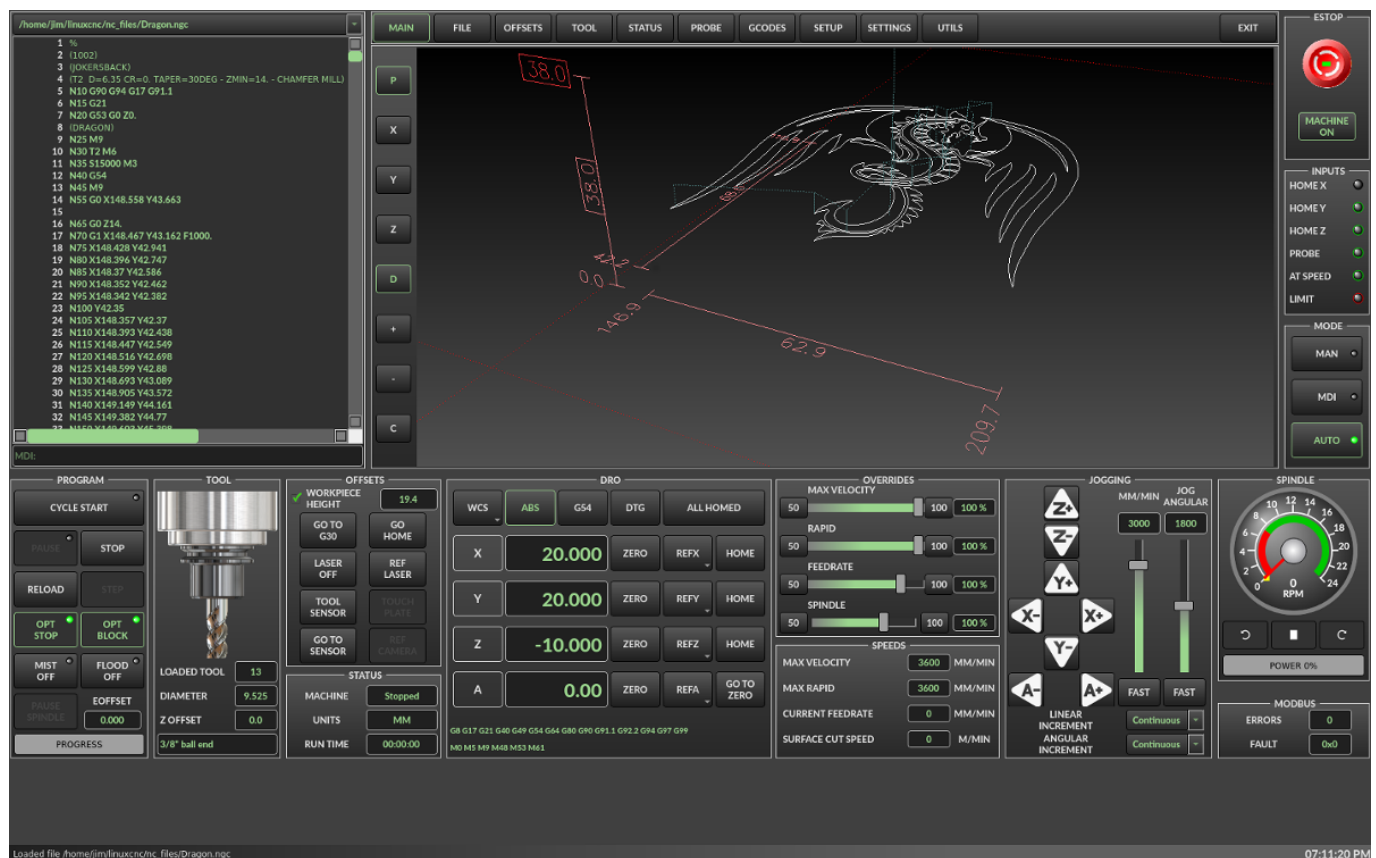 /home/jim/linuxcnc/nc_files/Dragon.ngc
1 %
2 (1002)
3 (JOKERSBACK)
4 (T2 D=6.35 CR=0. TAPER=30DEG - ZMIN=14. - CHAMFER MILL)
5 N10 G90 G94 G17 G91.1
6 N15 G21
7 N20 G53 G0 Z0.
8 (DRAGON)
9 N25 M9
10 N30 T2 M6
11 N35 S15000 M3
12 N40 G54
13 N45 M9
14 N55 G0 X148.558 Y43.663
15
16 N65 G0 Z14.
17 N70 G1 X148.467 Y43.162 F1000.
18 N75 X148.428 Y42.941
19 N80 X148.396 Y42.747
20 N85 X148.37 Y42.586
21 N90 X148.352 Y42.462
22 N95 X148.342 Y42.382
23 N100 Y42.35
24 N105 X148.357 Y42.37
25 N110 X148.393 Y42.438
26 N115 X148.447 Y42.549
27 N120 X148.516 Y42.698
28 N125 X148.599 Y42.88
29 N130 X148.693 Y43.089
30 N135 X148.905 Y43.572
31 N140 X149.149 Y44.161
32 N145 X149.382 Y44.77
MDI:
MAIN FILE OFFSETS TOOL STATUS PROBE GCODES SETUP SETTINGS UTILS EXIT
P
X
Y
Z
D
+
-
C
38.0
38.0
42.2
0.0
146.9
62.9
209.7
ESTOP
MACHINE
ON
INPUTS
HOME X
HOME Y
HOME Z
PROBE
AT SPEED
LIMIT
MODE
MAN
MDI
AUTO
PROGRAM
CYCLE START
PAUSE STOP
RELOAD STEP
OPT STOP OPT BLOCK
MIST OFF FLOOD OFF
PAUSE SPINDLE EOFFSET
0.000
PROGRESS
TOOL
LOADED TOOL 13
DIAMETER 9.525
Z OFFSET 0.0
3/8" ball end
OFFSETS
✓ WORKPIECE HEIGHT 19.4
GO TO G30 GO HOME
LASER OFF REF LASER
TOOL SENSOR TOUCH PLATE
GO TO SENSOR REF CAMERA
STATUS
MACHINE Stopped
UNITS MM
RUN TIME 00:00:00
DRO
WCS ABS G54 DTG ALL HOMED
X 20.000 ZERO REFX HOME
Y 20.000 ZERO REFY HOME
Z -10.000 ZERO REFZ HOME
A 0.00 ZERO REFA GO TO ZERO
G8 G17 G21 G40 G49 G54 G64 G80 G90 G91.1 G92.2 G94 G97 G99
M0 M5 M9 M48 M53 M61
OVERRIDES
MAX VELOCITY
50 100 100 %
RAPID
50 100 100 %
FEEDRATE
50 100 100 %
SPINDLE
50 100 100 %
SPEEDS
MAX VELOCITY 3600 MM/MIN
MAX RAPID 3600 MM/MIN
CURRENT FEEDRATE 0 MM/MIN
SURFACE CUT SPEED 0 M/MIN
JOGGING
MM/MIN JOG ANGULAR
3000 1800
Z+
Z-
Y+
X- X+
Y-
A- A+
FAST FAST
LINEAR INCREMENT Continuous
ANGULAR INCREMENT Continuous
SPINDLE
0 2 4 6 8 10 12 14 16 18 20 22 24
0
RPM
POWER 0%
MODBUS
ERRORS 0
FAULT 0x0
Loaded file /home/jim/linuxcnc/nc_files/Dragon.ngc
07:11:20 PM